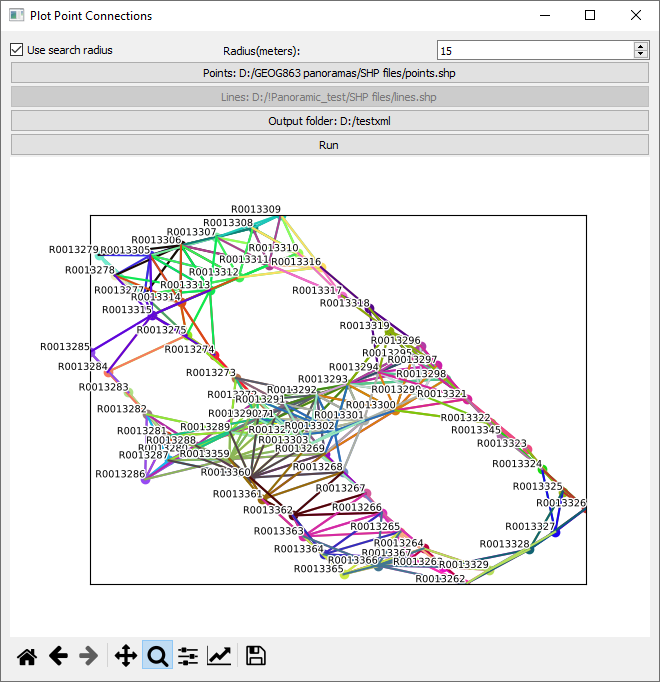 Plot Point Connections
Use search radius
Radius(meters):
15
Points: D:/GEOG863 panoramas/SHP files/points.shp
Lines: D:/!Panoramic_test/SHP files/lines.shp
Output folder: D:/testxml
Run
R0013309
R0013308
R0013307
R0013306
R0013305
R0013279
R0013310
R0013311
R0013316
R0013278
R0013312
R0013313
R0013277
R0013314
R0013317
R0013318
R0013315
R0013319
R0013275
R0013296
R0013285
R0013274
R0013295
R0013297
R0013284
R0013273
R0013294
R0013298
R0013293
R0013283
R0013292
R0013321
R0013291
R0013300
R0013282
R0013301
R0013322
R0013289
R0013302
R0013345
R0013281
R0013288
R0013303
R0013323
R0013287
R0013359
R0013269
R0013324
R0013286
R0013360
R0013268
R0013361
R0013267
R0013325
R0013362
R0013266
R0013326
R0013363
R0013265
R0013327
R0013364
R0013264
R0013328
R0013366
R0013367
R0013365
R0013329
R0013262